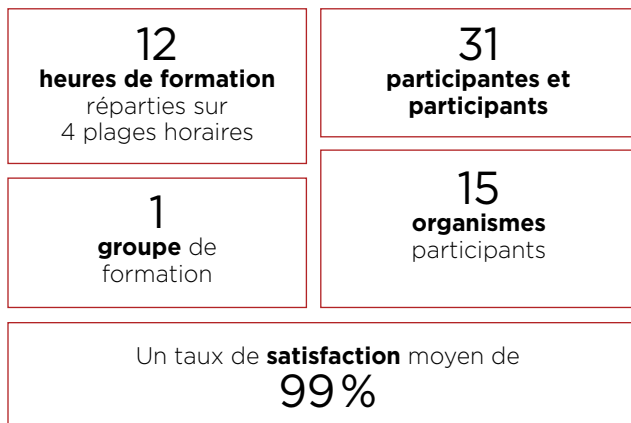 12
heures de formation
réparties sur
4 plages horaires
31
participantes et
participants
1
groupe de
formation
15
organismes
participants
Un taux de satisfaction moyen de
99 %